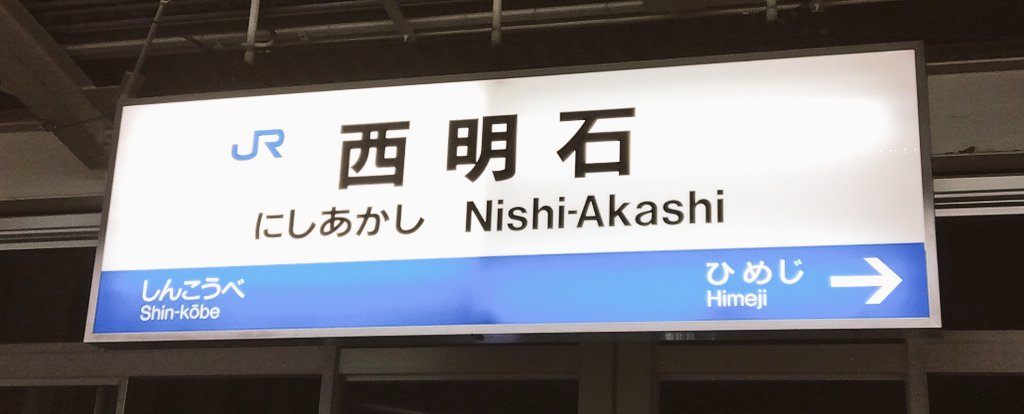 JR 西明石
にしあかし Nishi-Akashi
しんこうべ
Shin-kōbe
ひめじ
Himeji